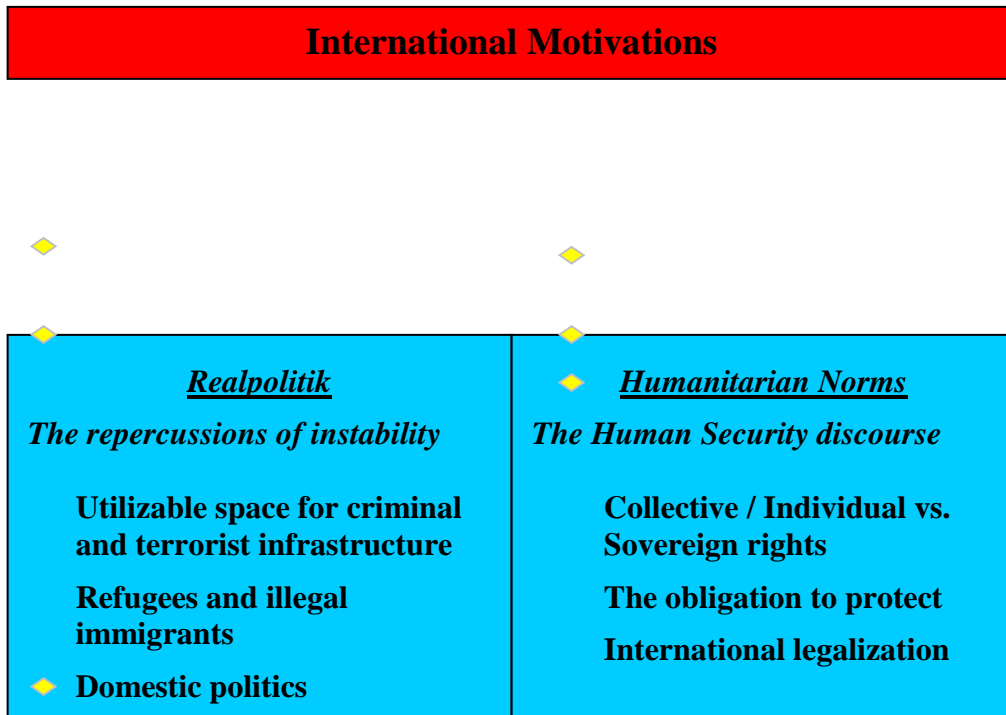 International Motivations
Realpolitik
The repercussions of instability
Utilizable space for criminal
and terrorist infrastructure
Refugees and illegal
immigrants
Domestic politics
Humanitarian Norms
The Human Security discourse
Collective / Individual vs.
Sovereign rights
The obligation to protect
International legalization